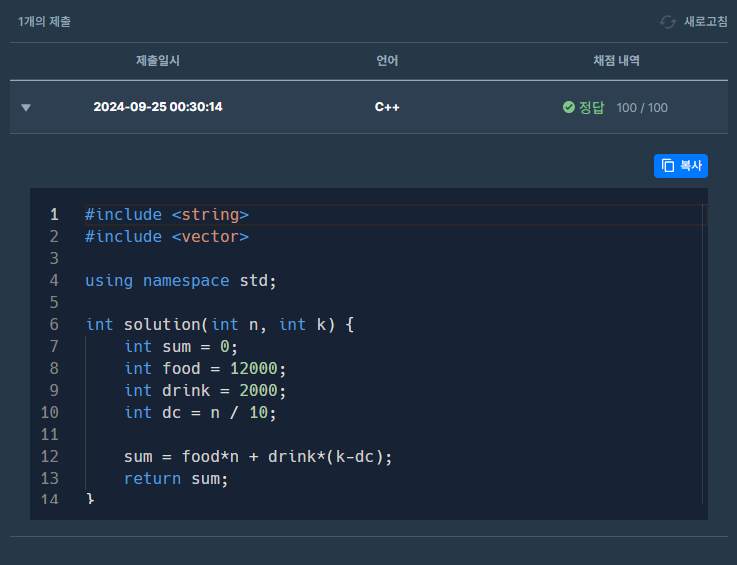 1개의 제출
새로고침
제출일시 언어 채점 내역
2024-09-25 00:30:14 C++ 정답 100 / 100
복사
1 #include <string>
2 #include <vector>
3
4 using namespace std;
5
6 int solution(int n, int k) {
7     int sum = 0;
8     int food = 12000;
9     int drink = 2000;
10     int dc = n / 10;
11
12     sum = food*n + drink*(k-dc);
13     return sum;
14 }